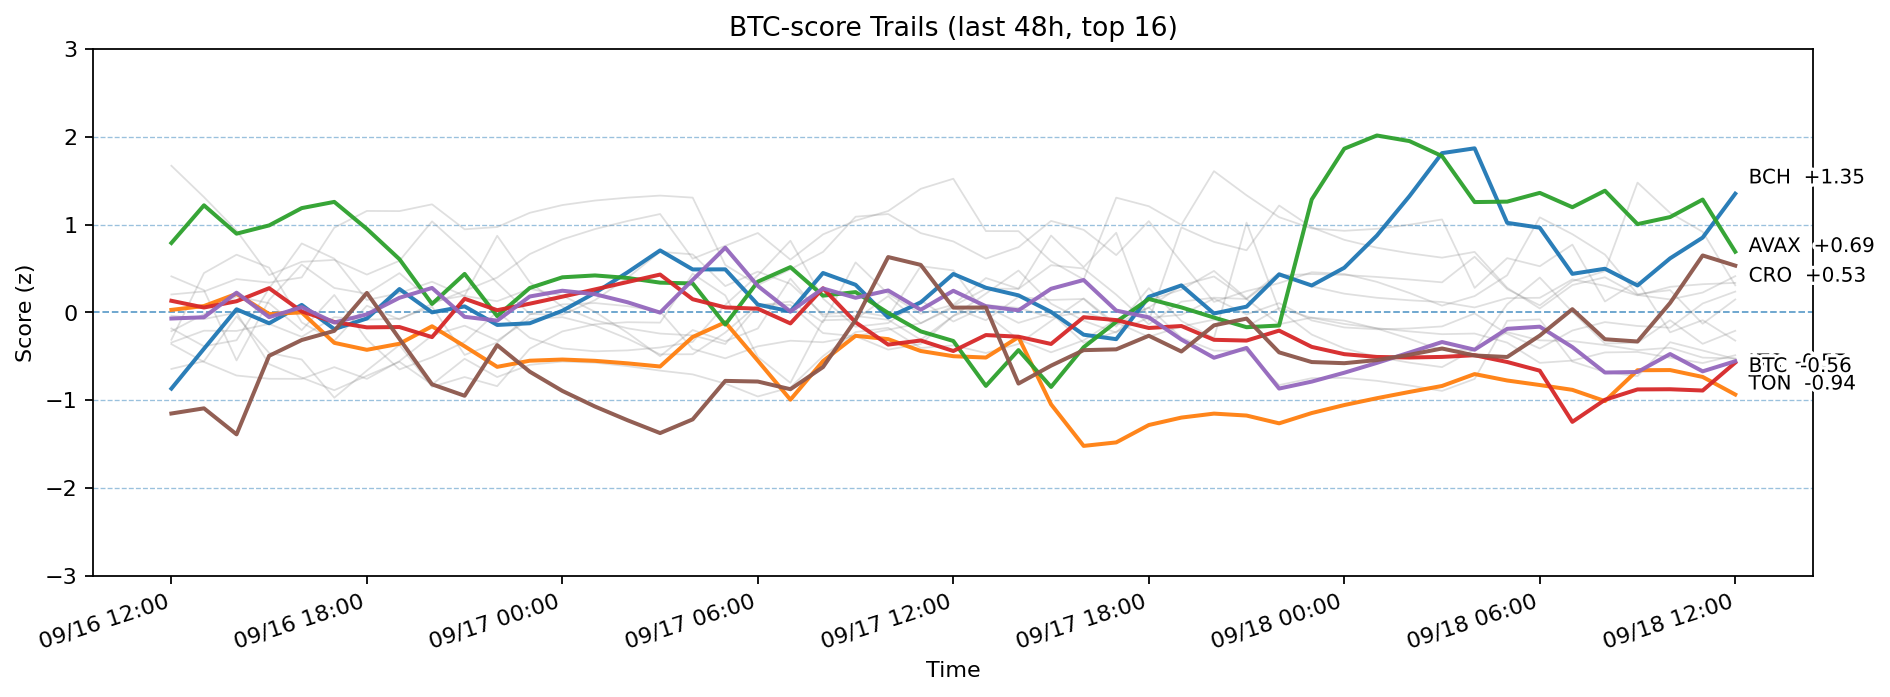 BTC-score Trails (last 48h, top 16)
Score (z)
3
2
1
0
−1
−2
−3
BCH +1.35
AVAX +0.69
CRO +0.53
BTC -0.56
TON -0.94
09/16 12:00
09/16 18:00
09/17 00:00
09/17 06:00
09/17 12:00
09/17 18:00
09/18 00:00
09/18 06:00
09/18 12:00
Time